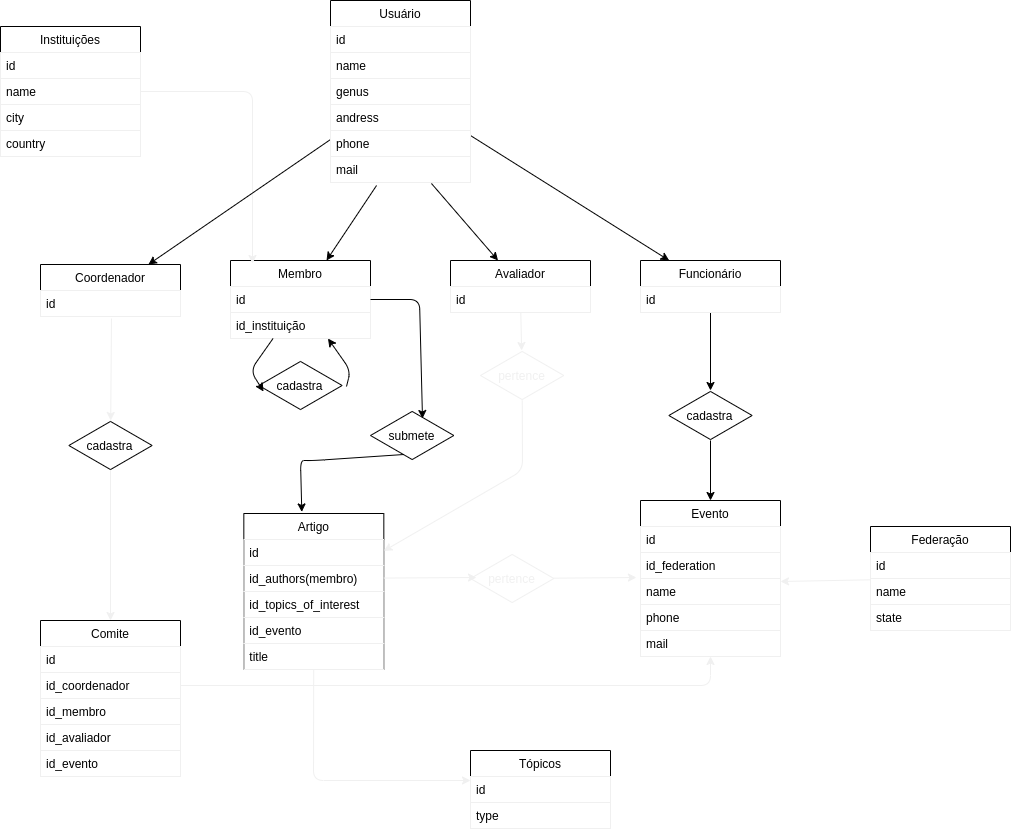 Usuário
id
name
genus
andress
phone
mail
Instituições
id
name
city
country
Coordenador
id
Membro
id
id_instituição
Avaliador
id
Funcionário
id
cadastra
pertence
cadastra
submete
cadastra
Artigo
id
id_authors(membro)
id_topics_of_interest
id_evento
title
pertence
Evento
id
id_federation
name
phone
mail
Federação
id
name
state
Comite
id
id_coordenador
id_membro
id_avaliador
id_evento
Tópicos
id
type